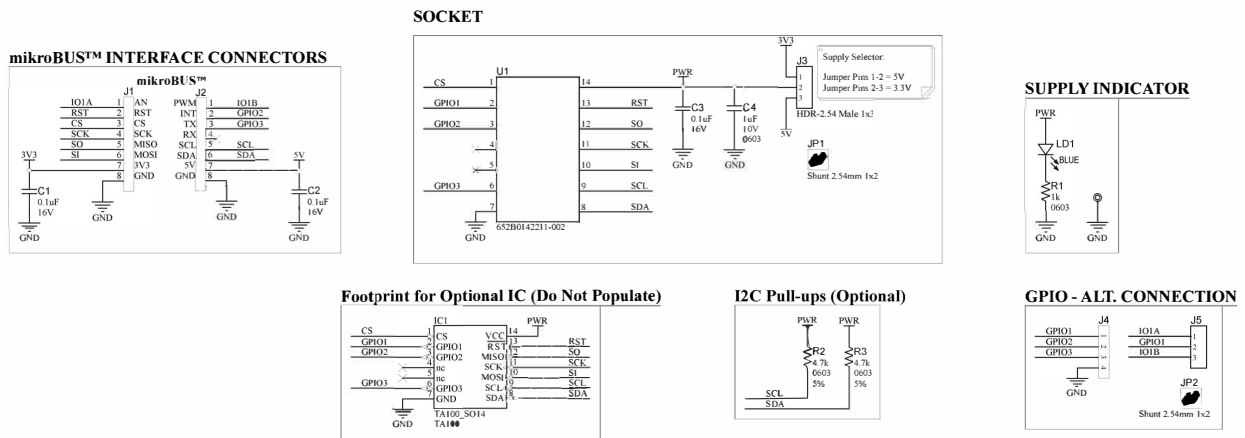 SOCKET
mikroBUS™ INTERFACE CONNECTORS
mikroBUS™
J1
J2
IO1A 1 AN
RST 2 RST
CS 3 CS
SCK 4 SCK
SO 5 MISO
SI 6 MOSI
7 3V3
8 GND
PWM 1 IO1B
INT 2 GPIO2
TX 3 GPIO3
RX 4
SCL 5 SCL
SDA 6 SDA
5V 7
GND 8
3V3
5V
C1
0.1uF
16V
GND
GND
GND
C2
0.1uF
16V
GND
U1
CS 1
GPIO1 2
GPIO2 3
4
5
GPIO3 6
7
GND
14
13 RST
12 SO
11 SCK
10 SI
9 SCL
8 SDA
652B0142211-002
PWR
C3
0.1uF
16V
GND
C4
1uF
10V
0603
GND
3V3
J3
1
2
3
HDR-2.54 Male 1x3
5V
Supply Selector:
Jumper Pins 1-2 = 5V
Jumper Pins 2-3 = 3.3V
JP1
Shunt 2.54mm 1x2
SUPPLY INDICATOR
PWR
LD1
BLUE
R1
1k
0603
GND
GND
Footprint for Optional IC (Do Not Populate)
IC1
PWR
CS 1 CS
GPIO1 2 GPIO1
GPIO2 3 GPIO2
4 nc
5 nc
GPIO3 6 GPIO3
7 GND
VCC 14
RST 13 RST
MISO 12 SO
SCK 11 SCK
MOSI 10 SI
SCL 9 SCL
SDA 8 SDA
GND
TA100_SO14
TA100
I2C Pull-ups (Optional)
PWR PWR
R2
4.7k
0603
5%
R3
4.7k
0603
5%
SCL
SDA
GPIO - ALT. CONNECTION
J4
GPIO1 1
GPIO2 2
GPIO3 3
4
GND
J5
IO1A 1
GPIO1 2
IO1B 3
JP2
Shunt 2.54mm 1x2